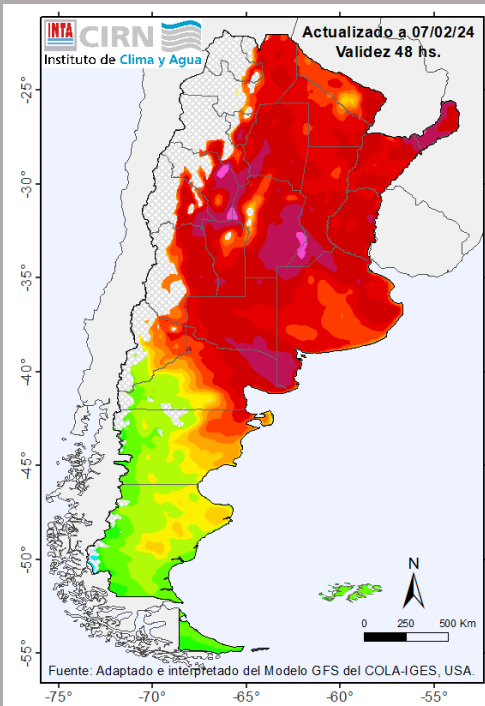 INTA CIRN
Instituto de Clima y Agua
Actualizado a 07/02/24
Validez 48 hs.
-25°
-30°
-35°
-40°
-45°
-50°
-55°
N
0 250 500 Km
Fuente: Adaptado e interpretado del Modelo GFS del COLA-IGES, USA.
-75° -70° -65° -60° -55°